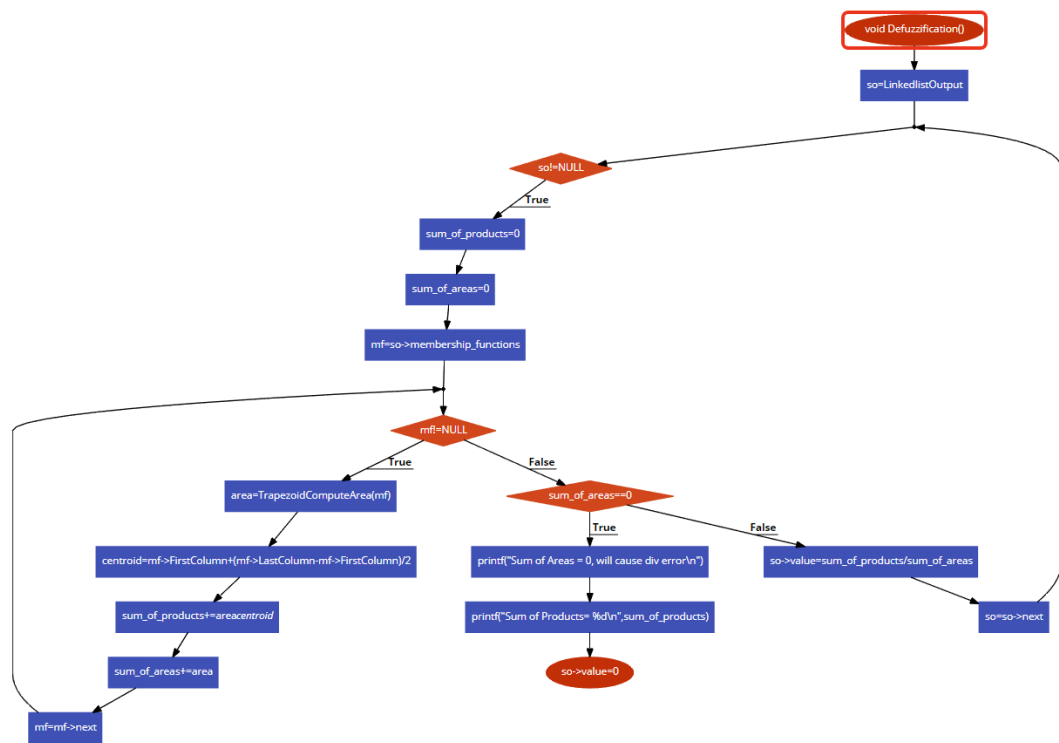 void Defuzzification()
so=LinkedlistOutput
so!=NULL
True
sum_of_products=0
sum_of_areas=0
mf=so->membership_functions
mf!=NULL
True
False
area=TrapezoidComputeArea(mf)
sum_of_areas==0
True
False
centroid=mf->FirstColumn+(mf->LastColumn-mf->FirstColumn)/2
printf("Sum of Areas = 0, will cause div error\n")
so->value=sum_of_products/sum_of_areas
sum_of_products+=areacentroid
printf("Sum of Products= %d\n",sum_of_products)
so=so->next
sum_of_areas+=area
so->value=0
mf=mf->next